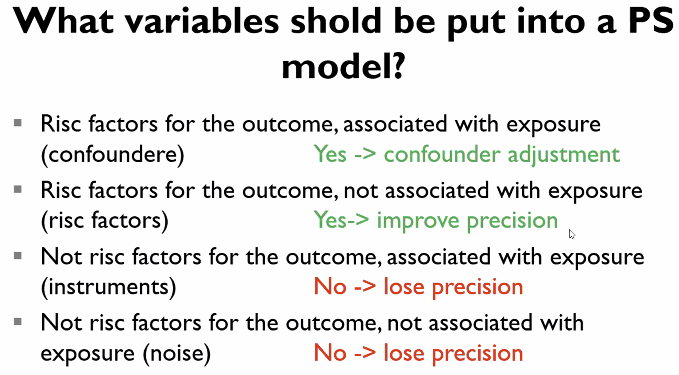 What variables shold be put into a PS
model?
▪ Risc factors for the outcome, associated with exposure
(confoundere) Yes -> confounder adjustment
▪ Risc factors for the outcome, not associated with exposure
(risc factors) Yes-> improve precision
▪ Not risc factors for the outcome, associated with exposure
(instruments) No -> lose precision
▪ Not risc factors for the outcome, not associated with
exposure (noise) No -> lose precision